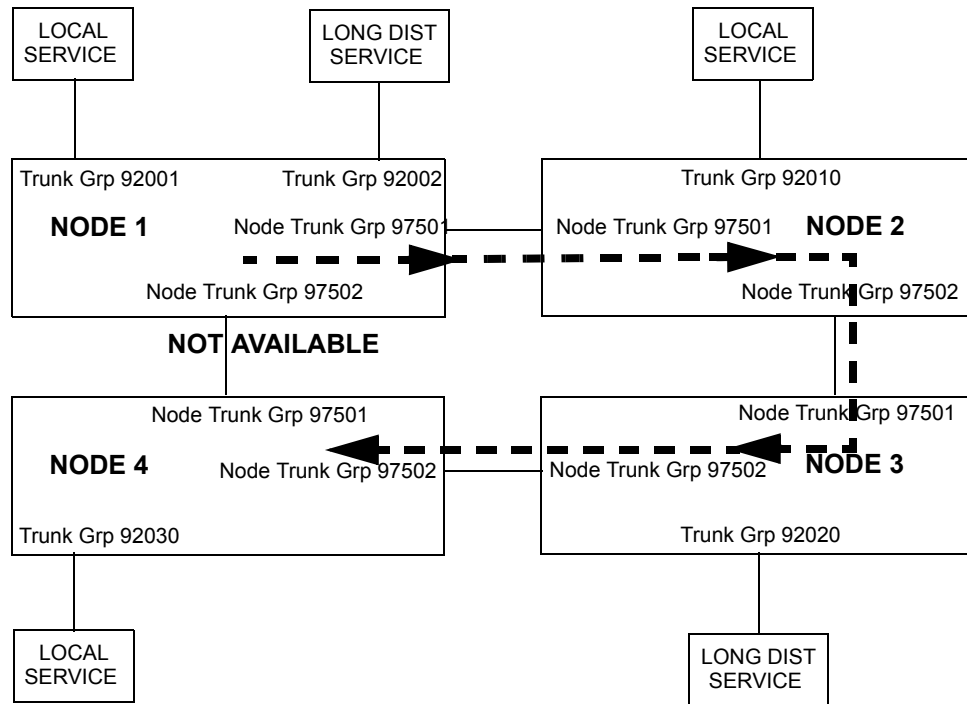 LOCAL
SERVICE
LONG DIST
SERVICE
LOCAL
SERVICE
Trunk Grp 92001
Trunk Grp 92002
Trunk Grp 92010
NODE 1
Node Trunk Grp 97501
Node Trunk Grp 97501
NODE 2
Node Trunk Grp 97502
Node Trunk Grp 97502
NOT AVAILABLE
Node Trunk Grp 97501
Node Trunk Grp 97501
NODE 4
Node Trunk Grp 97502
Node Trunk Grp 97502
NODE 3
Trunk Grp 92030
Trunk Grp 92020
LOCAL
SERVICE
LONG DIST
SERVICE